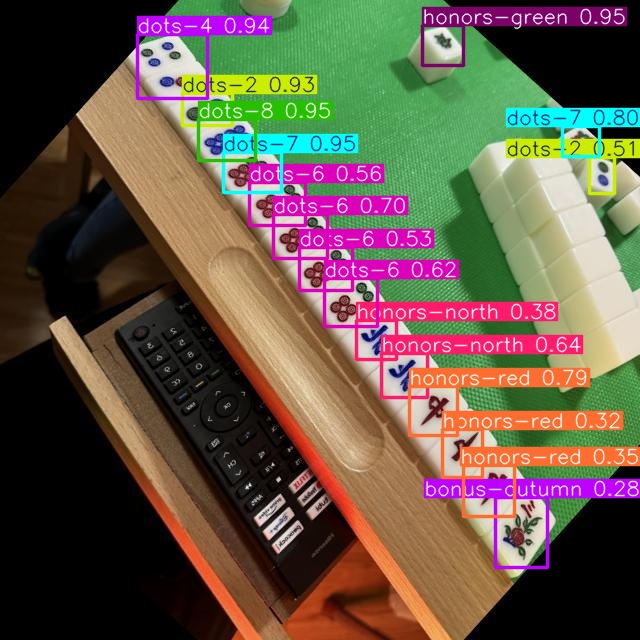 dots-4 0.94
honors-green 0.95
dots-2 0.93
dots-8 0.95
dots-7 0.80
dots-7 0.95
dots-2 0.51
dots-6 0.56
dots-6 0.70
dots-6 0.53
dots-6 0.62
honors-north 0.38
honors-north 0.64
honors-red 0.79
honors-red 0.32
honors-red 0.35
bonus-autumn 0.28